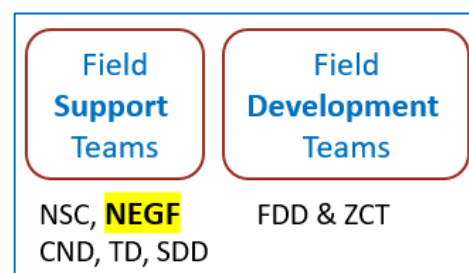 Field
Support
Teams
Field
Development
Teams
NSC, NEGF
CND, TD, SDD
FDD & ZCT